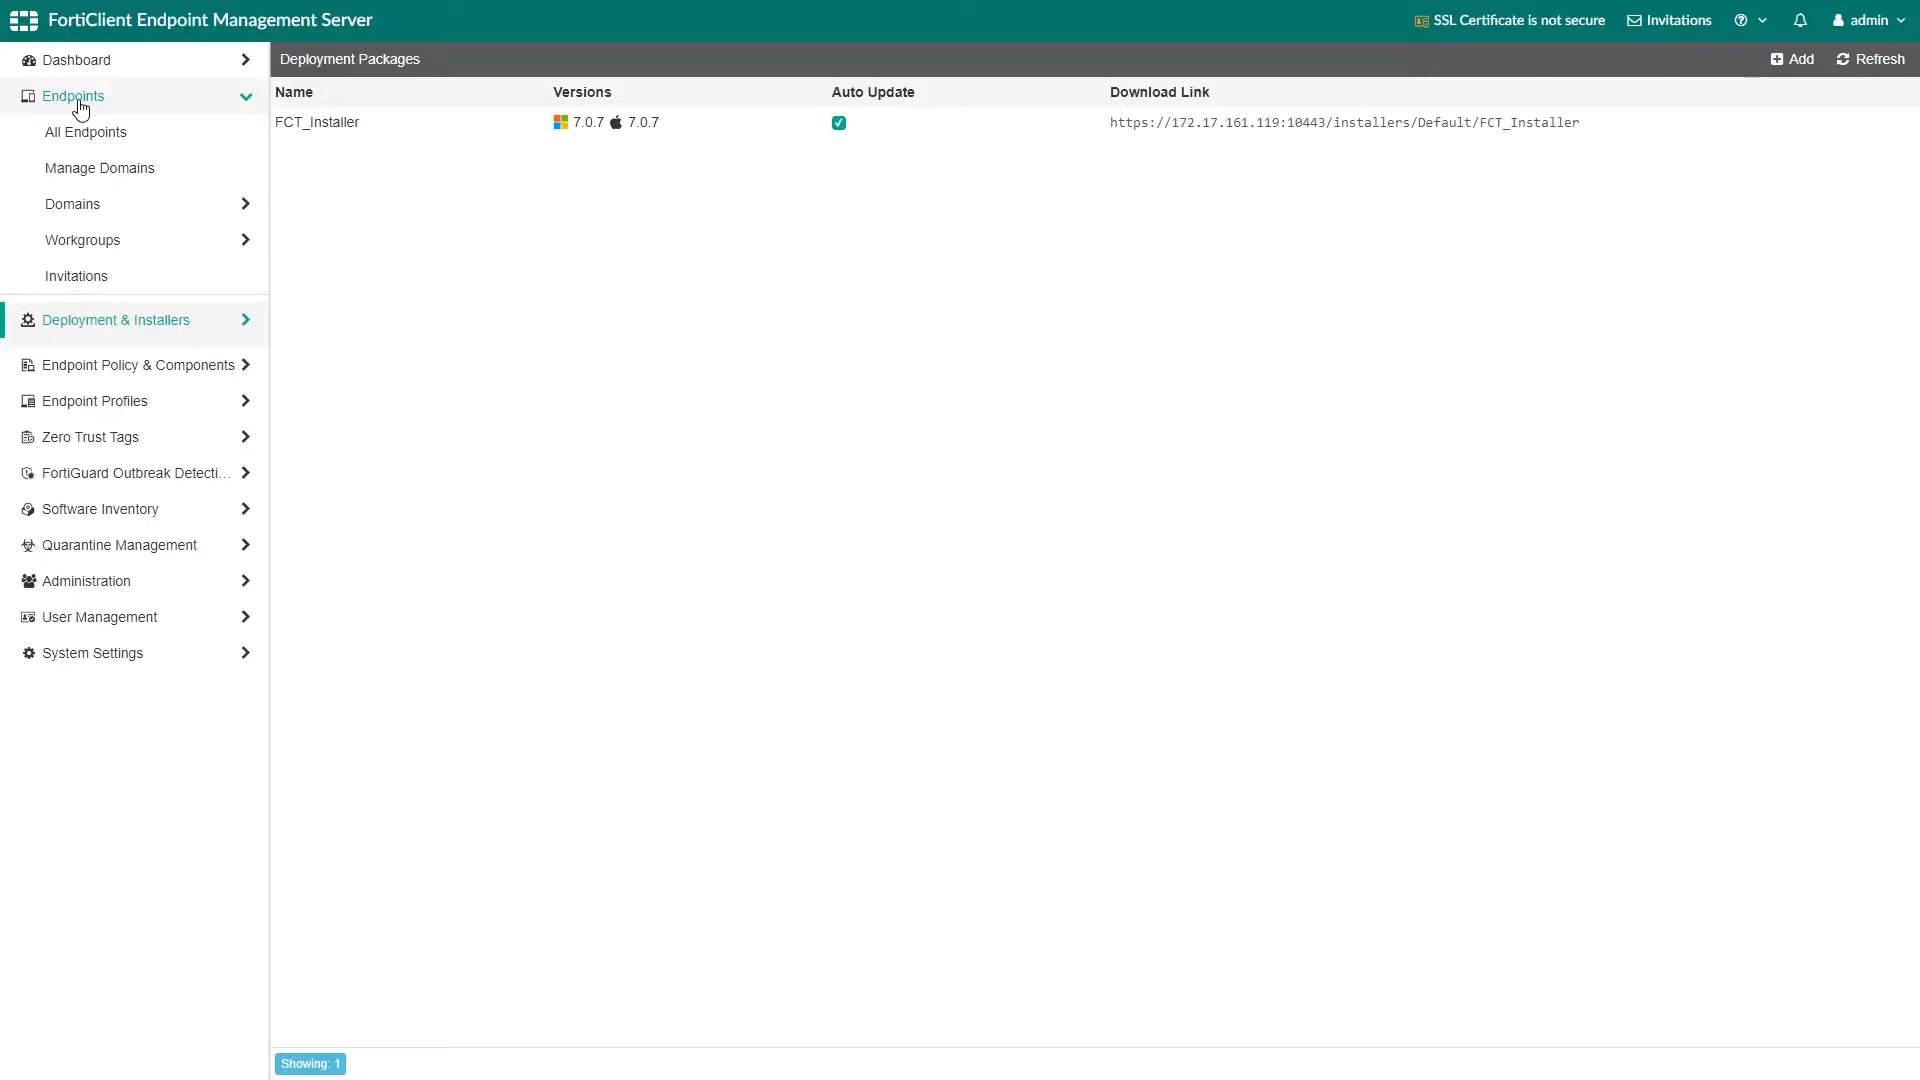 FortiClient Endpoint Management Server
SSL Certificate is not secure
Invitations
admin
Dashboard
Endpoints
All Endpoints
Manage Domains
Domains
Workgroups
Invitations
Deployment & Installers
Endpoint Policy & Components
Endpoint Profiles
Zero Trust Tags
FortiGuard Outbreak Detecti...
Software Inventory
Quarantine Management
Administration
User Management
System Settings
Deployment Packages
Add
Refresh
Name Versions Auto Update Download Link
FCT_Installer 7.0.7 7.0.7 https://172.17.161.119:10443/installers/Default/FCT_Installer
Showing: 1